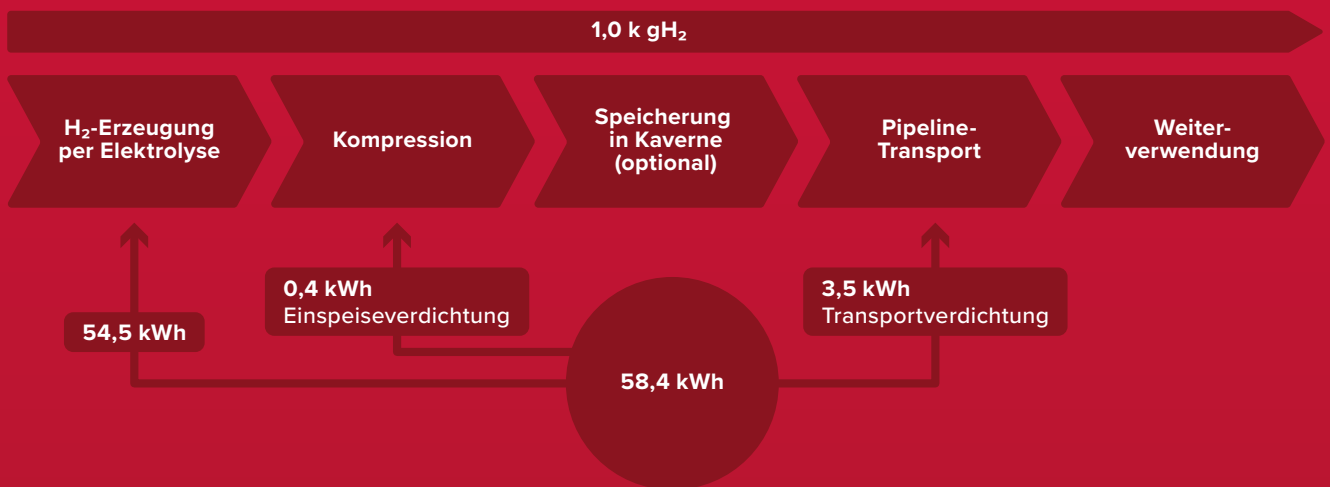 1,0 k gH₂
H₂-Erzeugung
per Elektrolyse
Kompression
Speicherung
in Kaverne
(optional)
Pipeline-
Transport
Weiter-
verwendung
54,5 kWh
0,4 kWh
Einspeiseverdichtung
58,4 kWh
3,5 kWh
Transportverdichtung